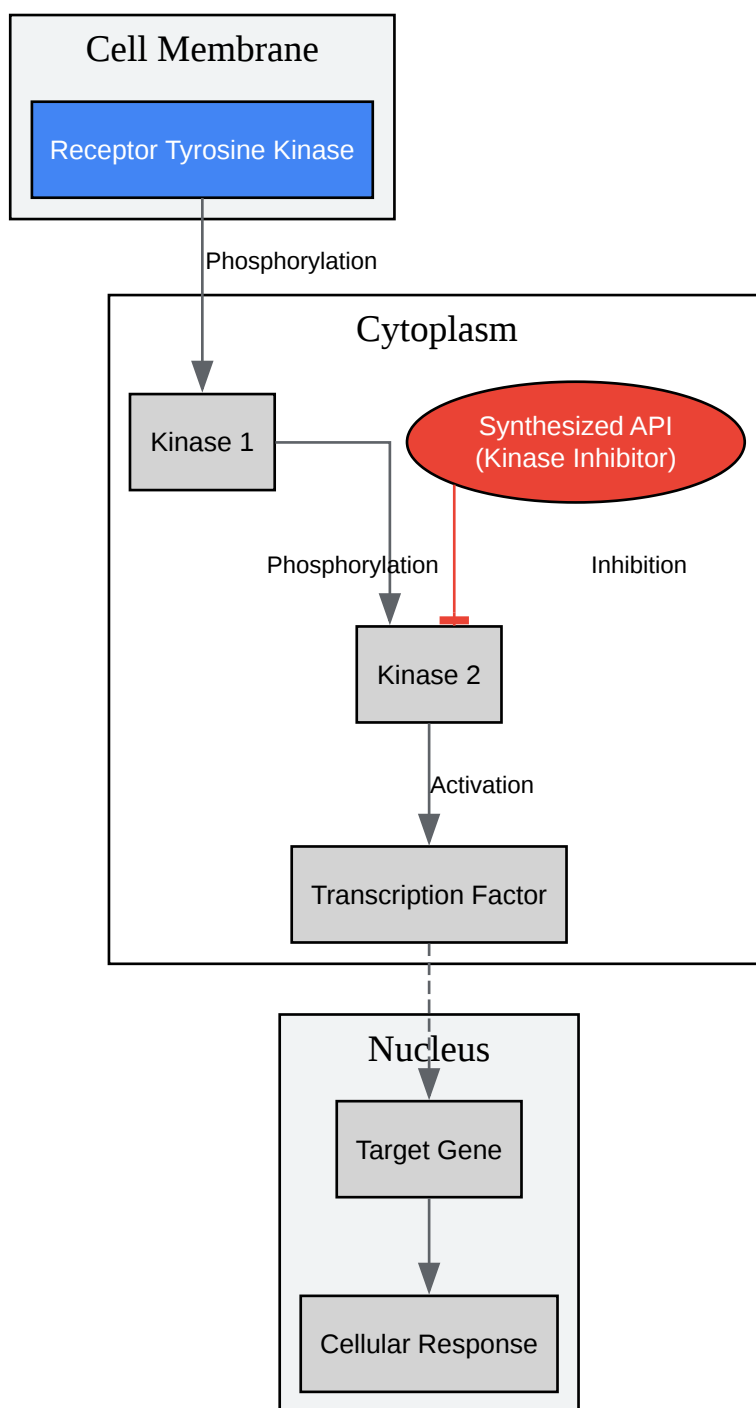 Cell Membrane
Receptor Tyrosine Kinase
Phosphorylation
Cytoplasm
Kinase 1
Synthesized API
(Kinase Inhibitor)
Phosphorylation
Inhibition
Kinase 2
Activation
Transcription Factor
Nucleus
Target Gene
Cellular Response